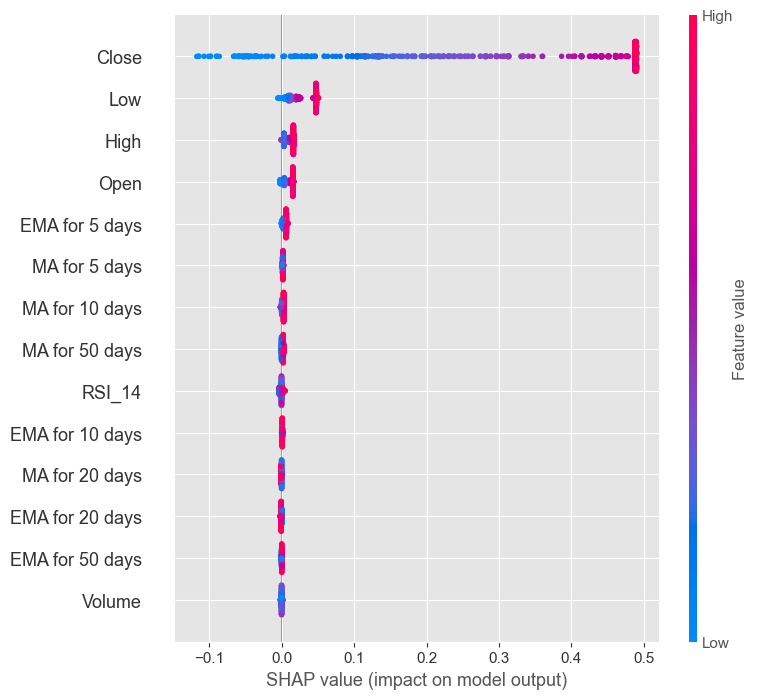 High
Close
Low
High
Open
EMA for 5 days
MA for 5 days
MA for 10 days
MA for 50 days
RSI_14
EMA for 10 days
MA for 20 days
EMA for 20 days
EMA for 50 days
Volume
Feature value
Low
−0.1 0.0 0.1 0.2 0.3 0.4 0.5
SHAP value (impact on model output)